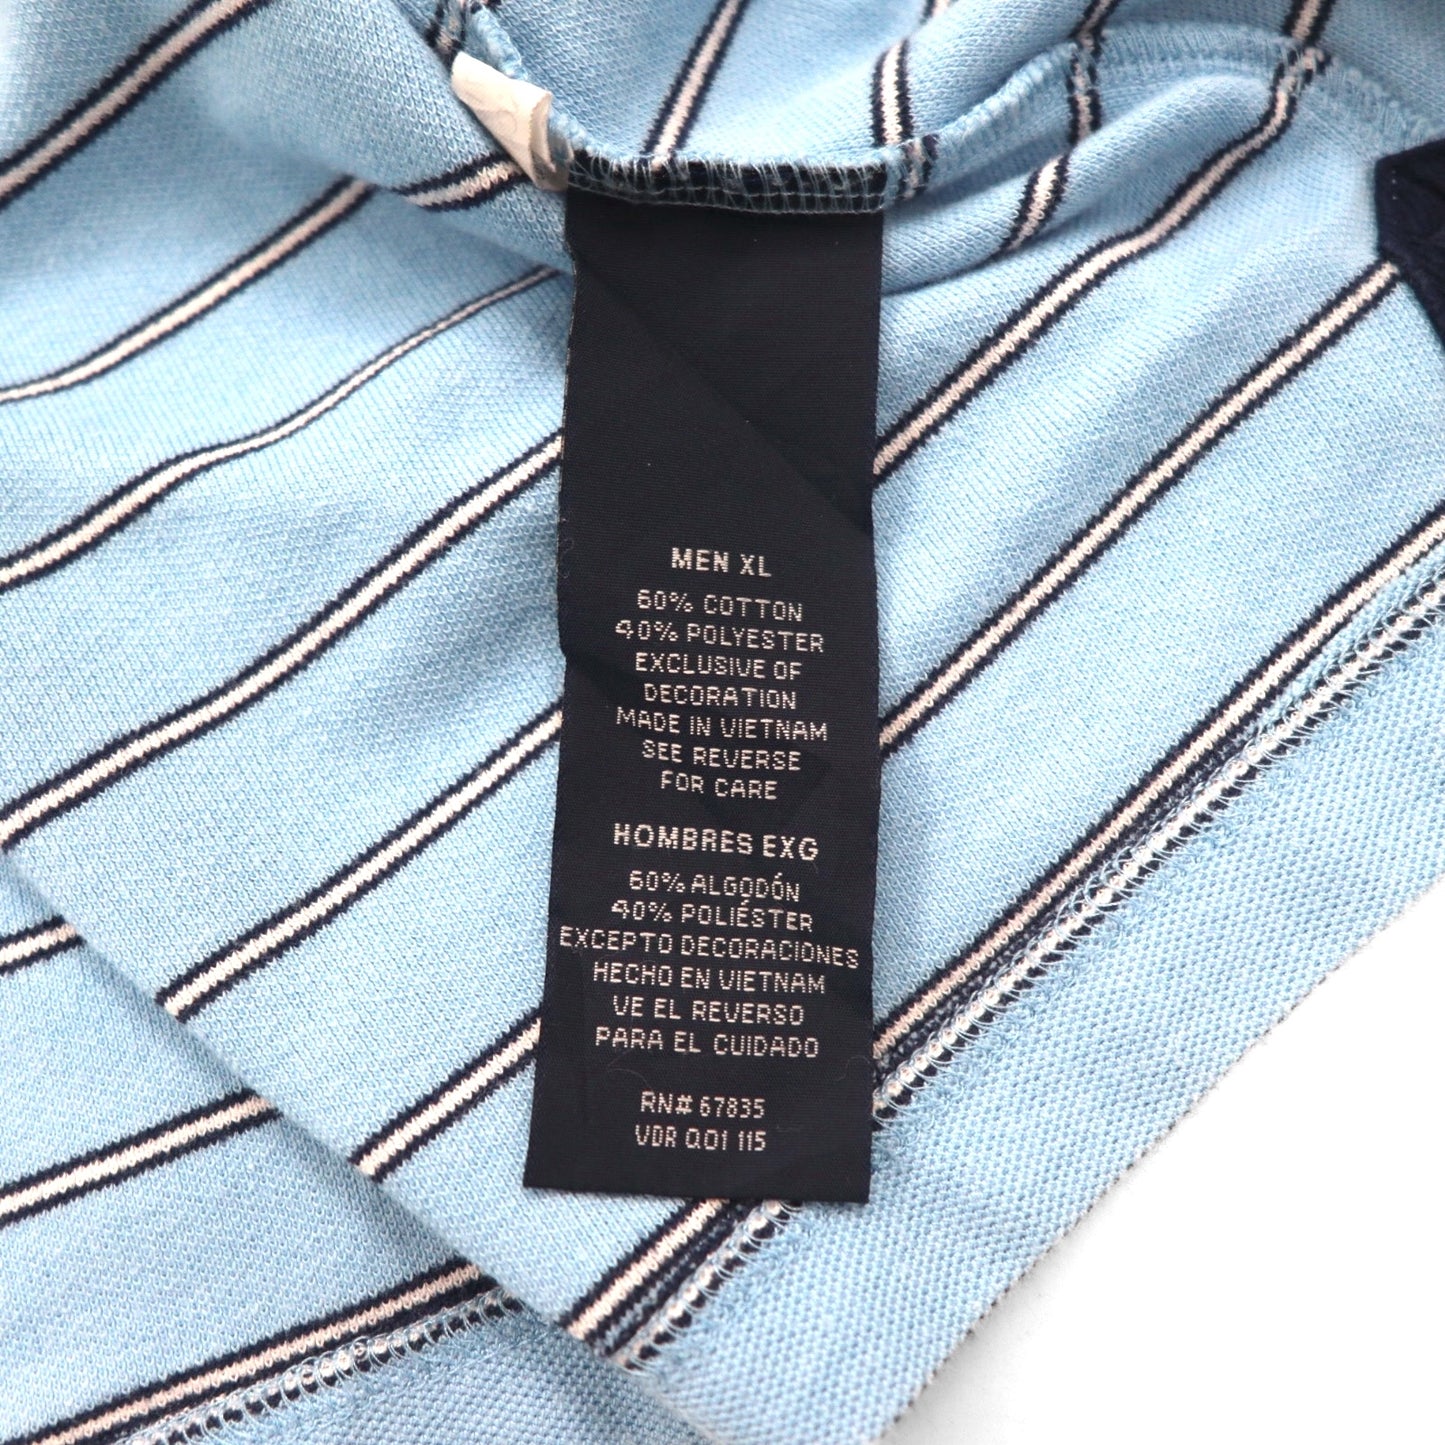 MEN XL
60% COTTON
40% POLYESTER
EXCLUSIVE OF
DECORATION
MADE IN VIETNAM
SEE REVERSE
FOR CARE
HOMBRES EXG
60% ALGODÓN
40% POLIÉSTER
EXCEPTO DECORACIONES
HECHO EN VIETNAM
VE EL REVERSO
PARA EL CUIDADO
RN# 67835
VDR Q01 115